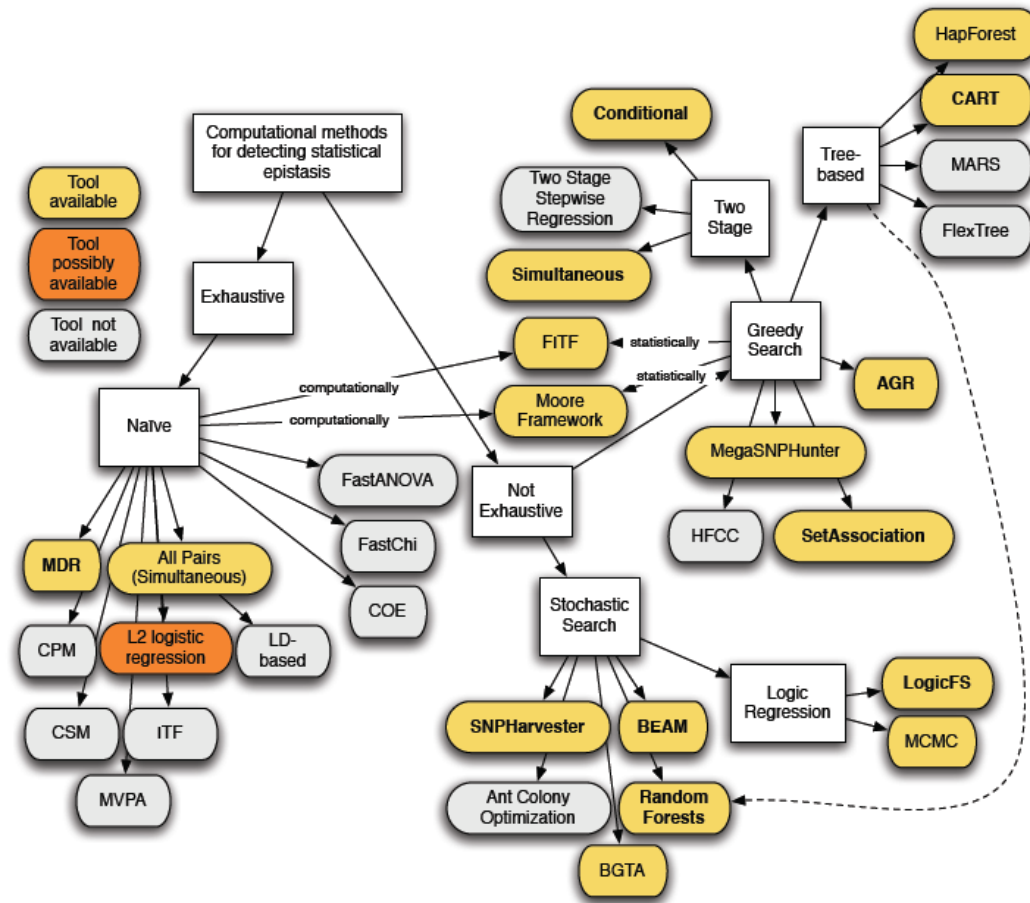 HapForest
CART
MARS
FlexTree
Tree-
based
Conditional
Computational methods
for detecting statistical
epistasis
Two Stage
Stepwise
Regression
Two
Stage
Simultaneous
Tool
available
Tool
possibly
available
Tool not
available
Exhaustive
FITF
statistically
Greedy
Search
statistically
computationally
computationally
Moore
Framework
AGR
Naïve
MegaSNPHunter
FastANOVA
Not
Exhaustive
HFCC
SetAssociation
FastChi
MDR
All Pairs
(Simultaneous)
COE
Stochastic
Search
CPM
L2 logistic
regression
LD-
based
Logic
Regression
LogicFS
MCMC
CSM
ITF
SNPHarvester
BEAM
MVPA
Ant Colony
Optimization
Random
Forests
BGTA